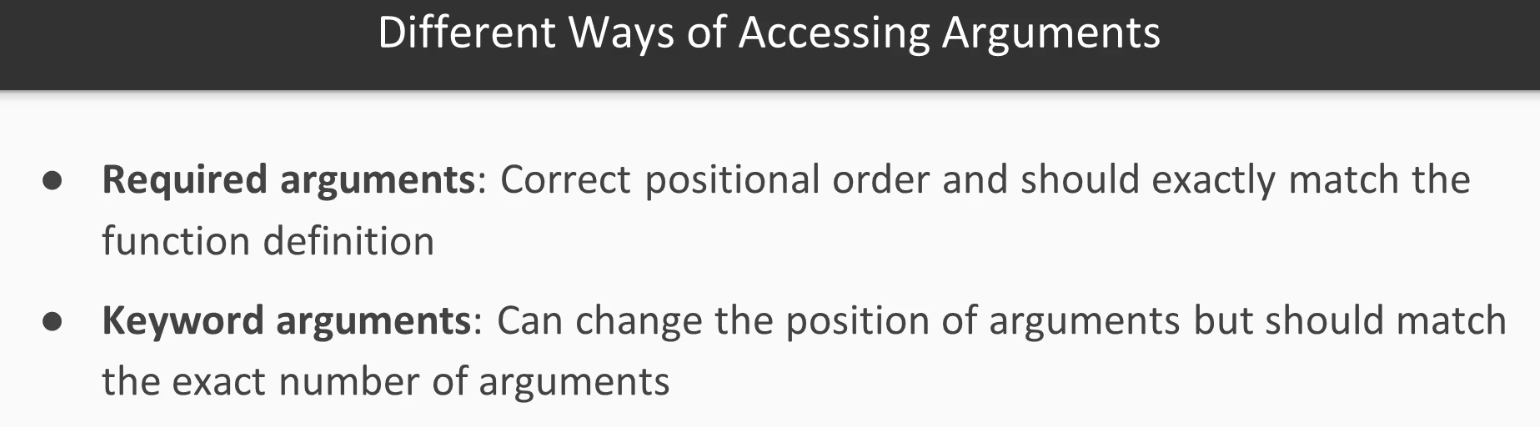 Different Ways of Accessing Arguments
● Required arguments: Correct positional order and should exactly match the
function definition
● Keyword arguments: Can change the position of arguments but should match
the exact number of arguments